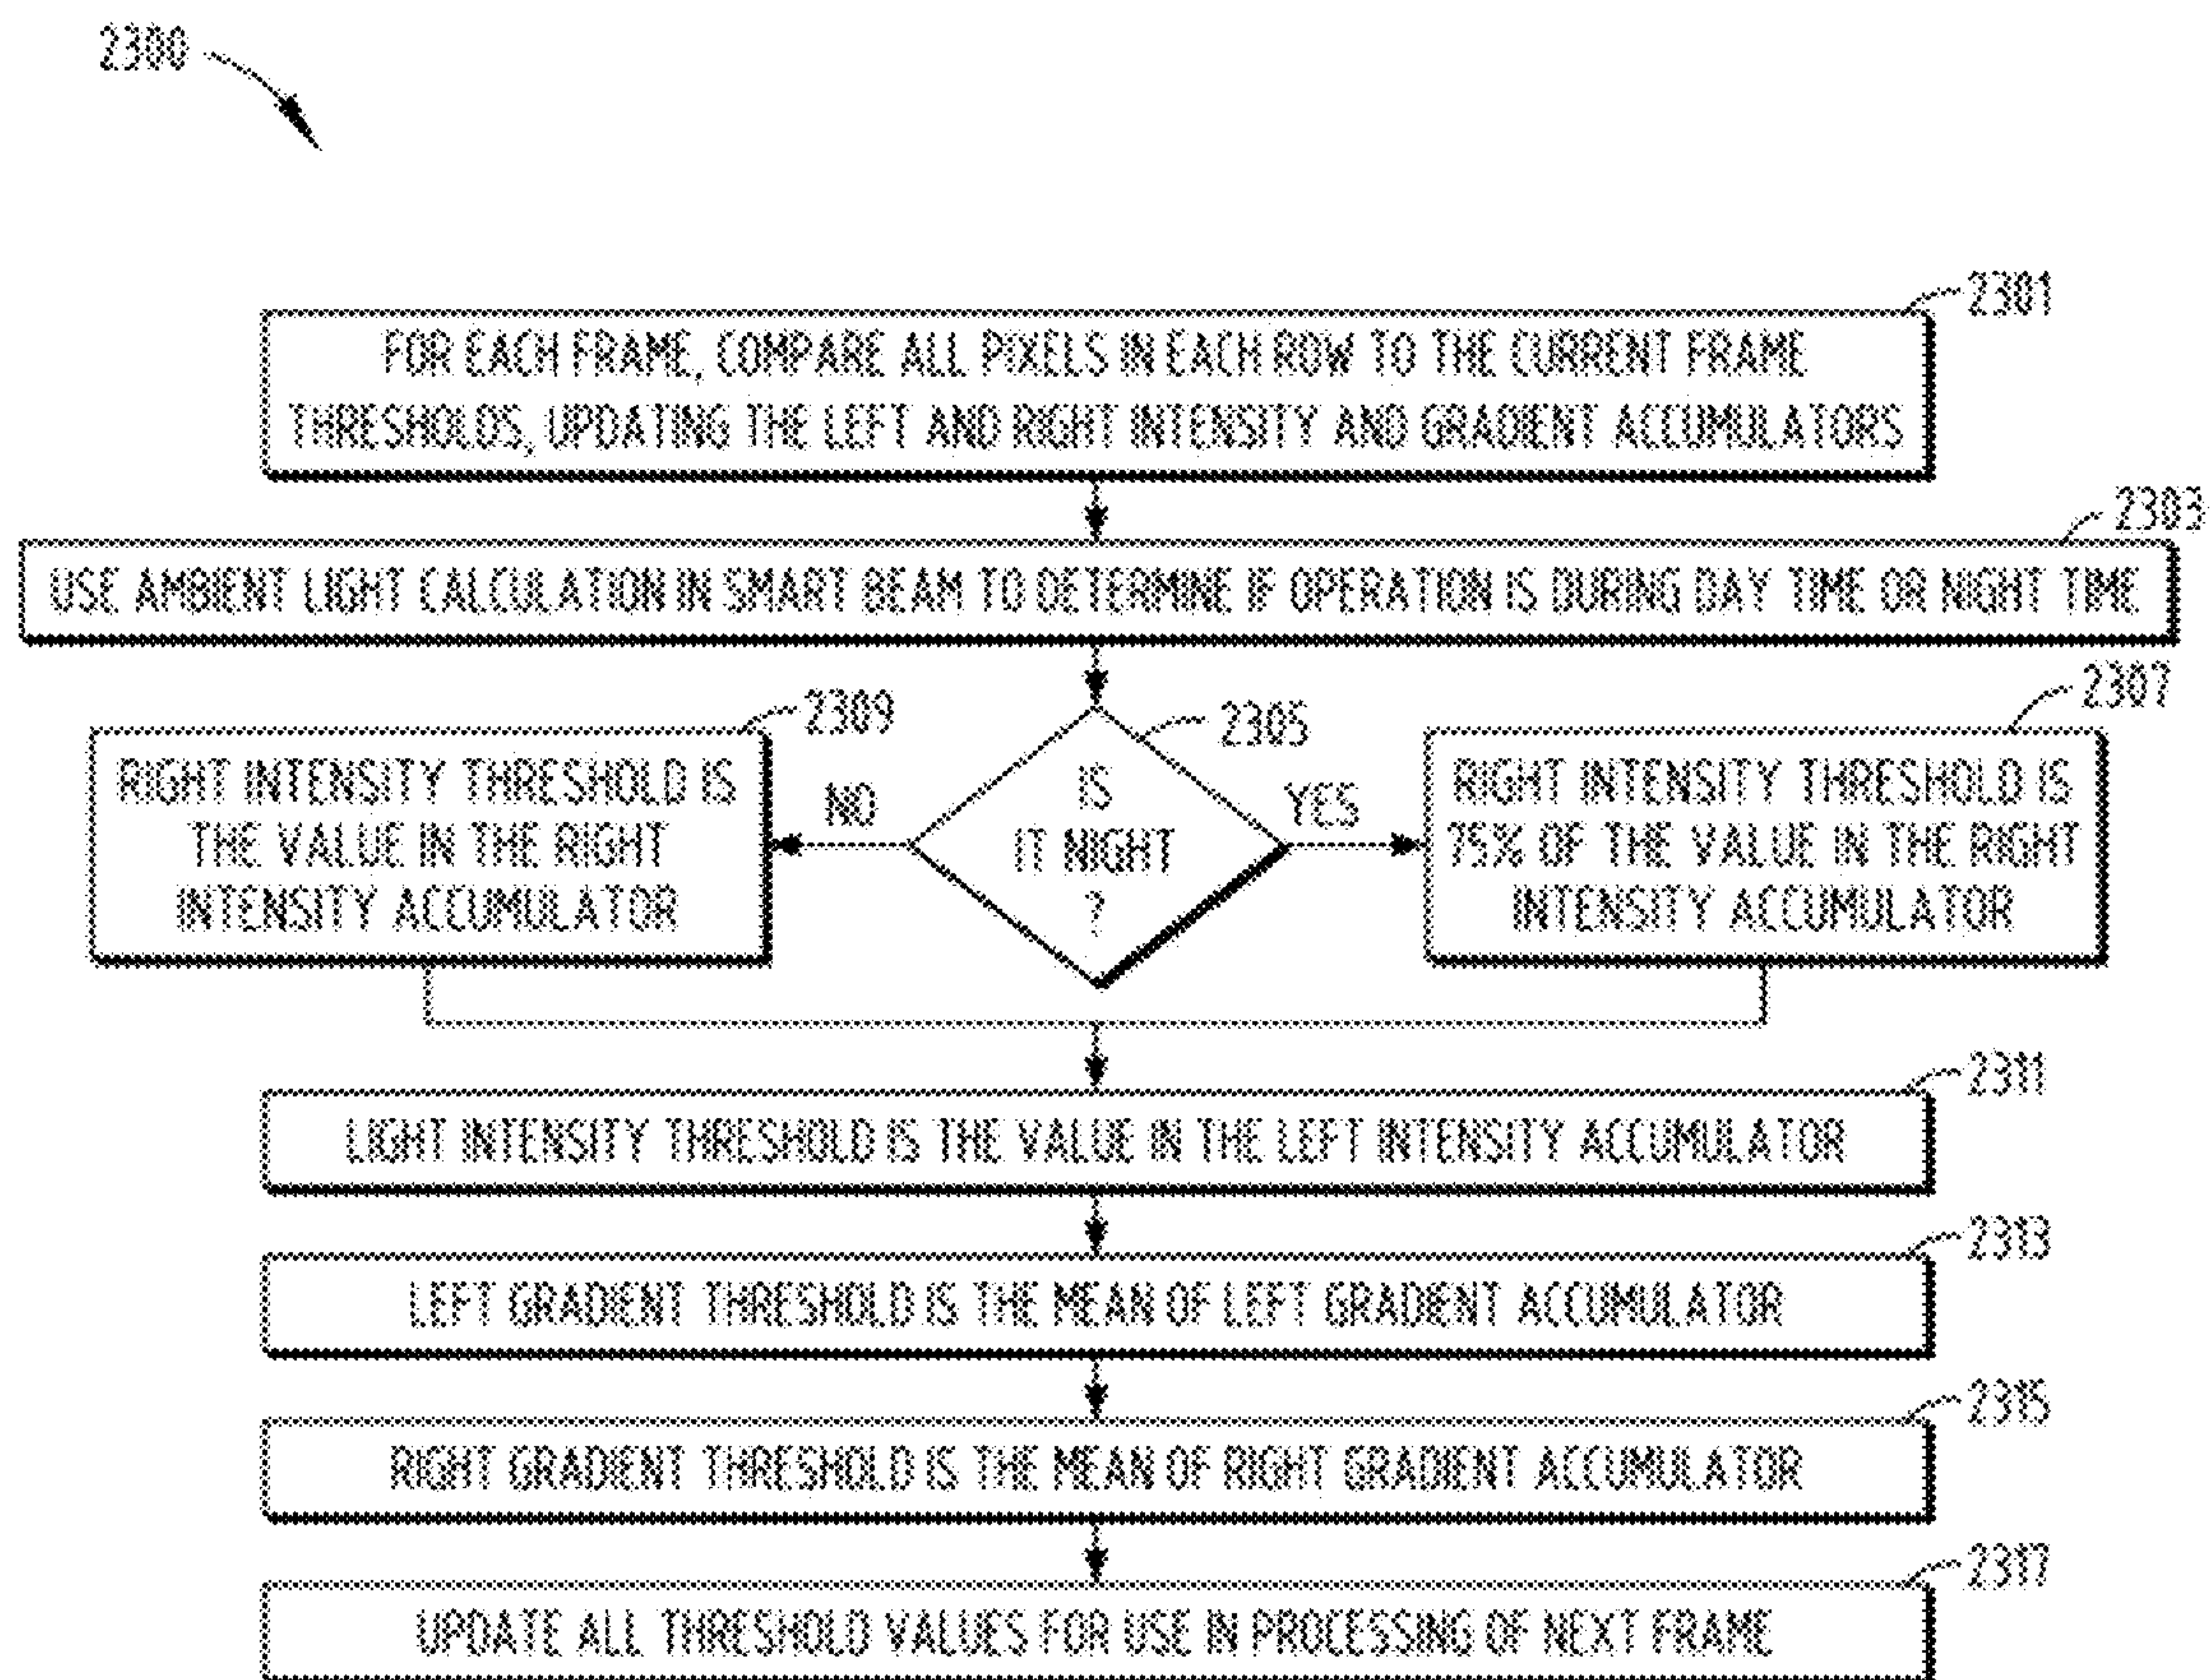 2300
2301
FOR EACH FRAME, COMPARE ALL PIXELS IN EACH ROW TO THE CURRENT FRAME
THRESHOLDS, UPDATING THE LEFT AND RIGHT INTENSITY AND GRADIENT ACCUMULATORS
2303
USE AMBIENT LIGHT CALCULATION IN SMART BEAM TO DETERMINE IF OPERATION IS DURING DAY TIME OR NIGHT TIME
2309
RIGHT INTENSITY THRESHOLD IS
THE VALUE IN THE RIGHT
INTENSITY ACCUMULATOR
NO
2305
IS
IT NIGHT
?
YES
2307
RIGHT INTENSITY THRESHOLD IS
75% OF THE VALUE IN THE RIGHT
INTENSITY ACCUMULATOR
2311
LIGHT INTENSITY THRESHOLD IS THE VALUE IN THE LEFT INTENSITY ACCUMULATOR
2313
LEFT GRADIENT THRESHOLD IS THE MEAN OF LEFT GRADIENT ACCUMULATOR
2315
RIGHT GRADIENT THRESHOLD IS THE MEAN OF RIGHT GRADIENT ACCUMULATOR
2317
UPDATE ALL THRESHOLD VALUES FOR USE IN PROCESSING OF NEXT FRAME